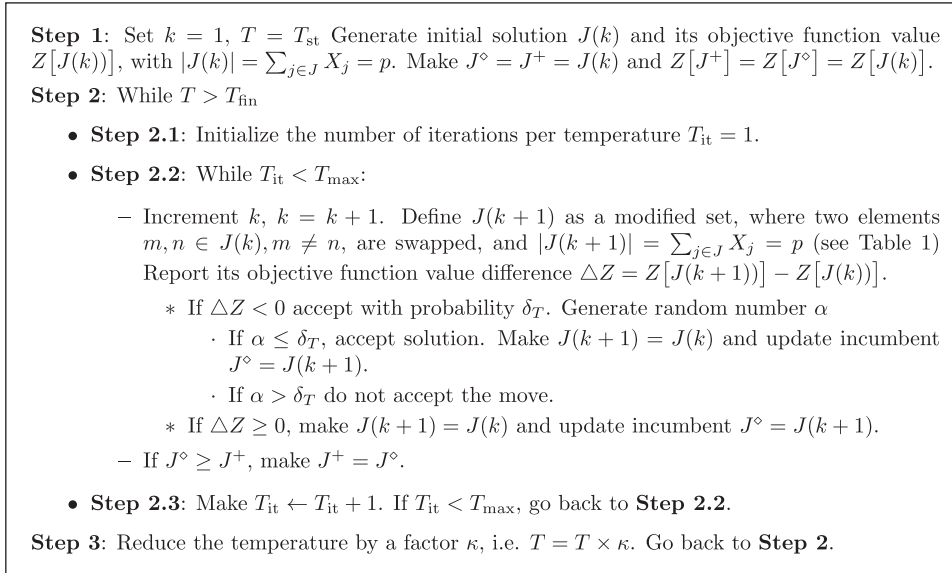 Step 1: Set k = 1, T = T_st Generate initial solution J(k) and its objective function value
Z[J(k))], with |J(k)| = ∑_{j∈J} X_j = p. Make J^⋄ = J^+ = J(k) and Z[J^+] = Z[J^⋄] = Z[J(k)].
Step 2: While T > T_fin
• Step 2.1: Initialize the number of iterations per temperature T_it = 1.
• Step 2.2: While T_it < T_max:
– Increment k, k = k + 1. Define J(k + 1) as a modified set, where two elements
m, n ∈ J(k), m ≠ n, are swapped, and |J(k + 1)| = ∑_{j∈J} X_j = p (see Table 1)
Report its objective function value difference △Z = Z[J(k + 1))] − Z[J(k))].
∗ If △Z < 0 accept with probability δ_T. Generate random number α
· If α ≤ δ_T, accept solution. Make J(k + 1) = J(k) and update incumbent
J^⋄ = J(k + 1).
· If α > δ_T do not accept the move.
∗ If △Z ≥ 0, make J(k + 1) = J(k) and update incumbent J^⋄ = J(k + 1).
– If J^⋄ ≥ J^+, make J^+ = J^⋄.
• Step 2.3: Make T_it ← T_it + 1. If T_it < T_max, go back to Step 2.2.
Step 3: Reduce the temperature by a factor κ, i.e. T = T × κ. Go back to Step 2.